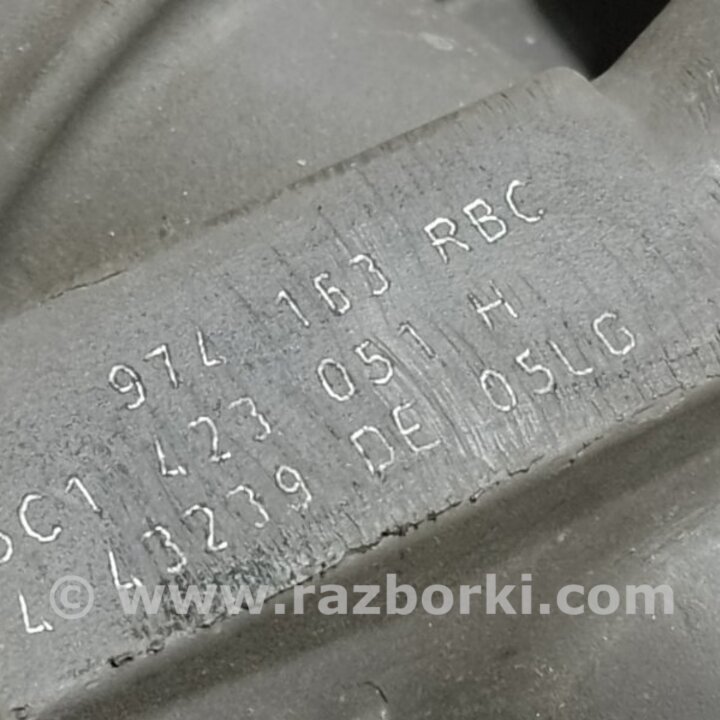 974 163 RBC
5C1 423 051 H
4 43239 DE 05LG
© www.razborki.com